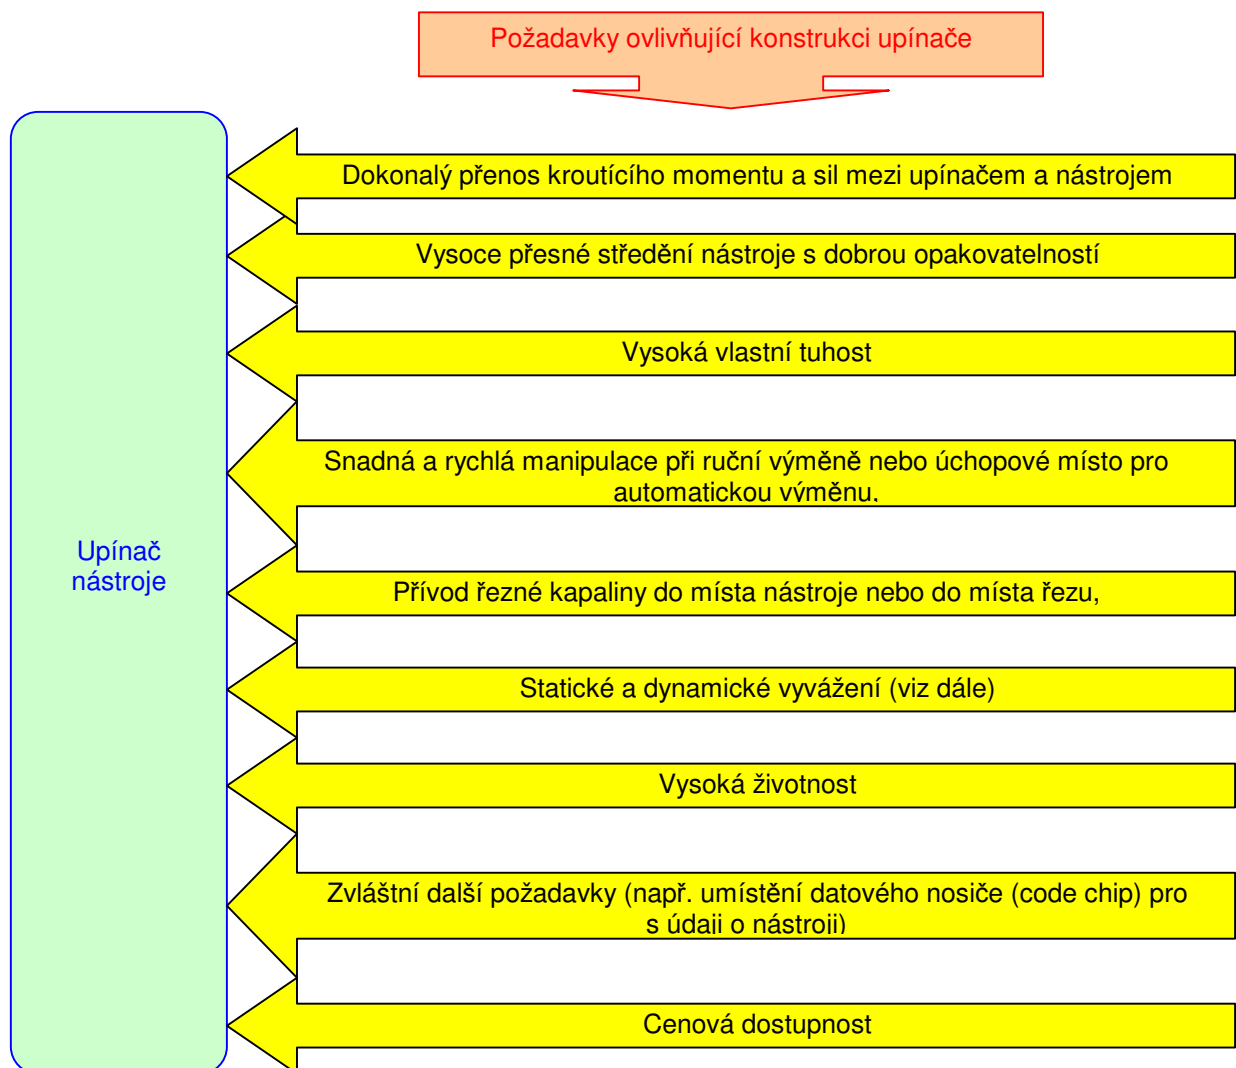 Požadavky ovlivňující konstrukci upínače
Dokonalý přenos kroutícího momentu a sil mezi upínačem a nástrojem
Vysoce přesné středění nástroje s dobrou opakovatelností
Vysoká vlastní tuhost
Snadná a rychlá manipulace při ruční výměně nebo úchopové místo pro
automatickou výměnu.
Upínač
nástroje
Přívod řezné kapaliny do místa nástroje nebo do místa řezu,
Statické a dynamické vyvážení (viz dále)
Vysoká životnost
Zvláštní další požadavky (např. umístění datového nosiče (code chip) pro
s údaji o nástroji)
Cenová dostupnost